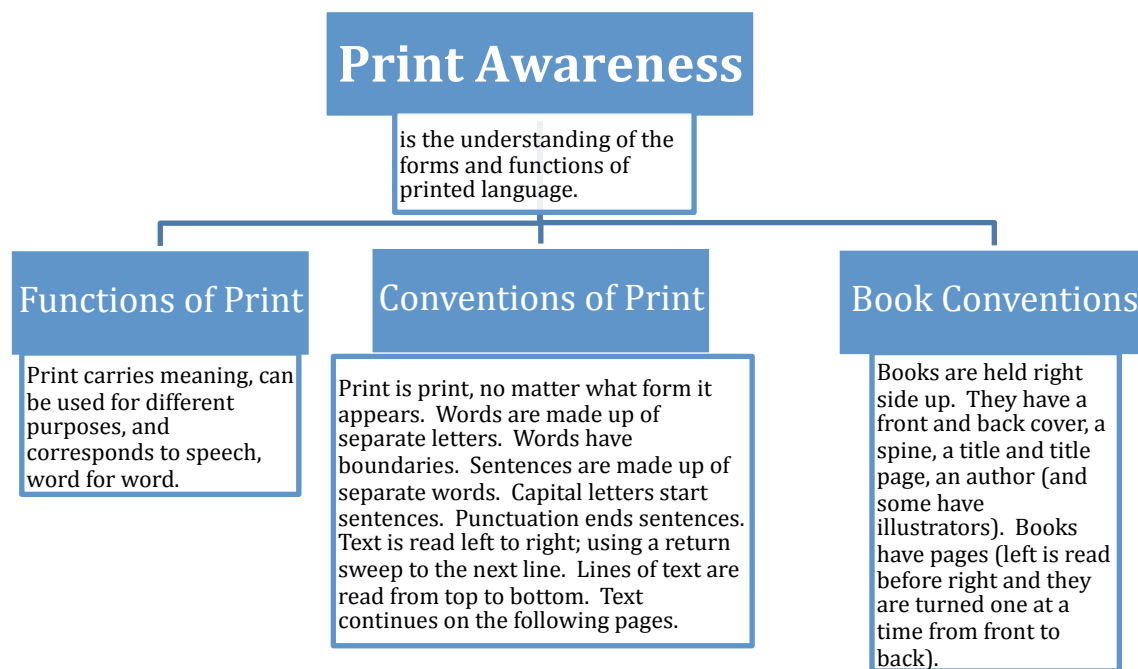 Print Awareness
is the understanding of the
forms and functions of
printed language.
Functions of Print
Print carries meaning, can
be used for different
purposes, and
corresponds to speech,
word for word.
Conventions of Print
Print is print, no matter what form it
appears.  Words are made up of
separate letters.  Words have
boundaries.  Sentences are made up of
separate words.  Capital letters start
sentences.  Punctuation ends sentences.
Text is read left to right; using a return
sweep to the next line.  Lines of text are
read from top to bottom.  Text
continues on the following pages.
Book Conventions
Books are held right
side up.  They have a
front and back cover, a
spine, a title and title
page, an author (and
some have
illustrators).  Books
have pages (left is read
before right and they
are turned one at a
time from front to
back).